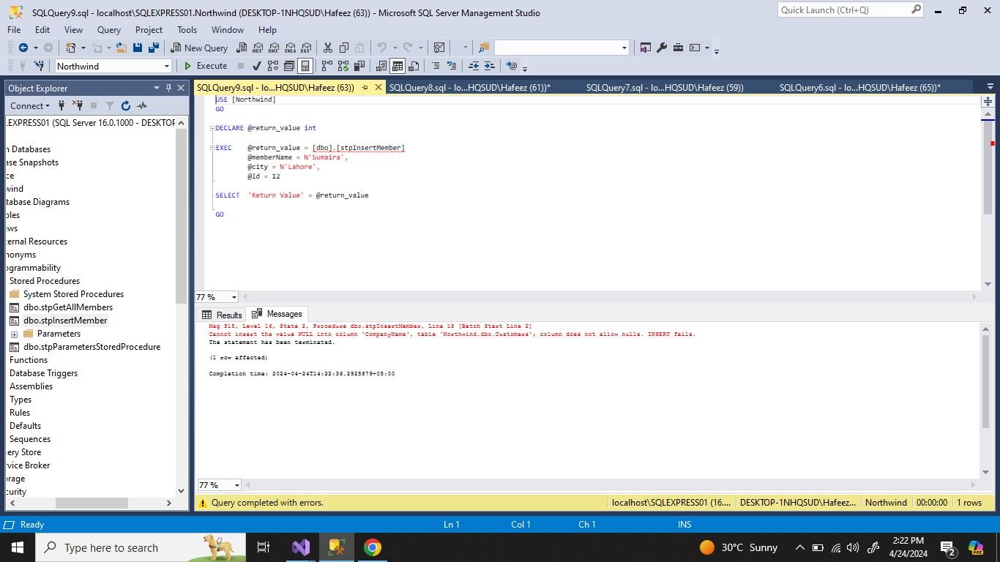 SQLQuery9.sql - localhost\SQLEXPRESS01.Northwind (DESKTOP-1NHQSUD\Hafeez (63)) - Microsoft SQL Server Management Studio
Quick Launch (Ctrl+Q)
File Edit View Query Project Tools Window Help
New Query
MDX DMX XMLA DAX
Northwind
Execute
Object Explorer
SQLQuery9.sql - lo...HQSUD\Hafeez (63))
SQLQuery8.sql - lo...HQSUD\Hafeez (61))*
SQLQuery7.sql - lo...HQSUD\Hafeez (59))
SQLQuery6.sql - lo...HQSUD\Hafeez (65))*
Connect
.EXPRESS01 (SQL Server 16.0.1000 - DESKTOP
n Databases
ase Snapshots
ce
wind
tabase Diagrams
bles
ews
ternal Resources
nonyms
ogrammability
Stored Procedures
System Stored Procedures
dbo.stpGetAllMembers
dbo.stpInsertMember
Parameters
dbo.stpParametersStoredProcedure
Functions
Database Triggers
Assemblies
Types
Rules
Defaults
Sequences
ery Store
rvice Broker
orage
curity
USE [Northwind]
GO
DECLARE @return_value int
EXEC @return_value = [dbo].[stpInsertMember]
@memberName = N'Sumaira',
@city = N'Lahore',
@Id = 12
SELECT 'Return Value' = @return_value
GO
77 %
Results Messages
Msg 515, Level 16, State 2, Procedure dbo.stpInsertMember, Line 18 [Batch Start Line 2]
Cannot insert the value NULL into column 'CompanyName', table 'Northwind.dbo.Customers'; column does not allow nulls. INSERT fails.
The statement has been terminated.
(1 row affected)
Completion time: 2024-04-24T14:22:36.2925879+05:00
77 %
Query completed with errors.
localhost\SQLEXPRESS01 (16....
DESKTOP-1NHQSUD\Hafeez...
Northwind
00:00:00
1 rows
Ready
Ln 1
Col 1
Ch 1
INS
Type here to search
30°C Sunny
2:22 PM
4/24/2024
2
PRE